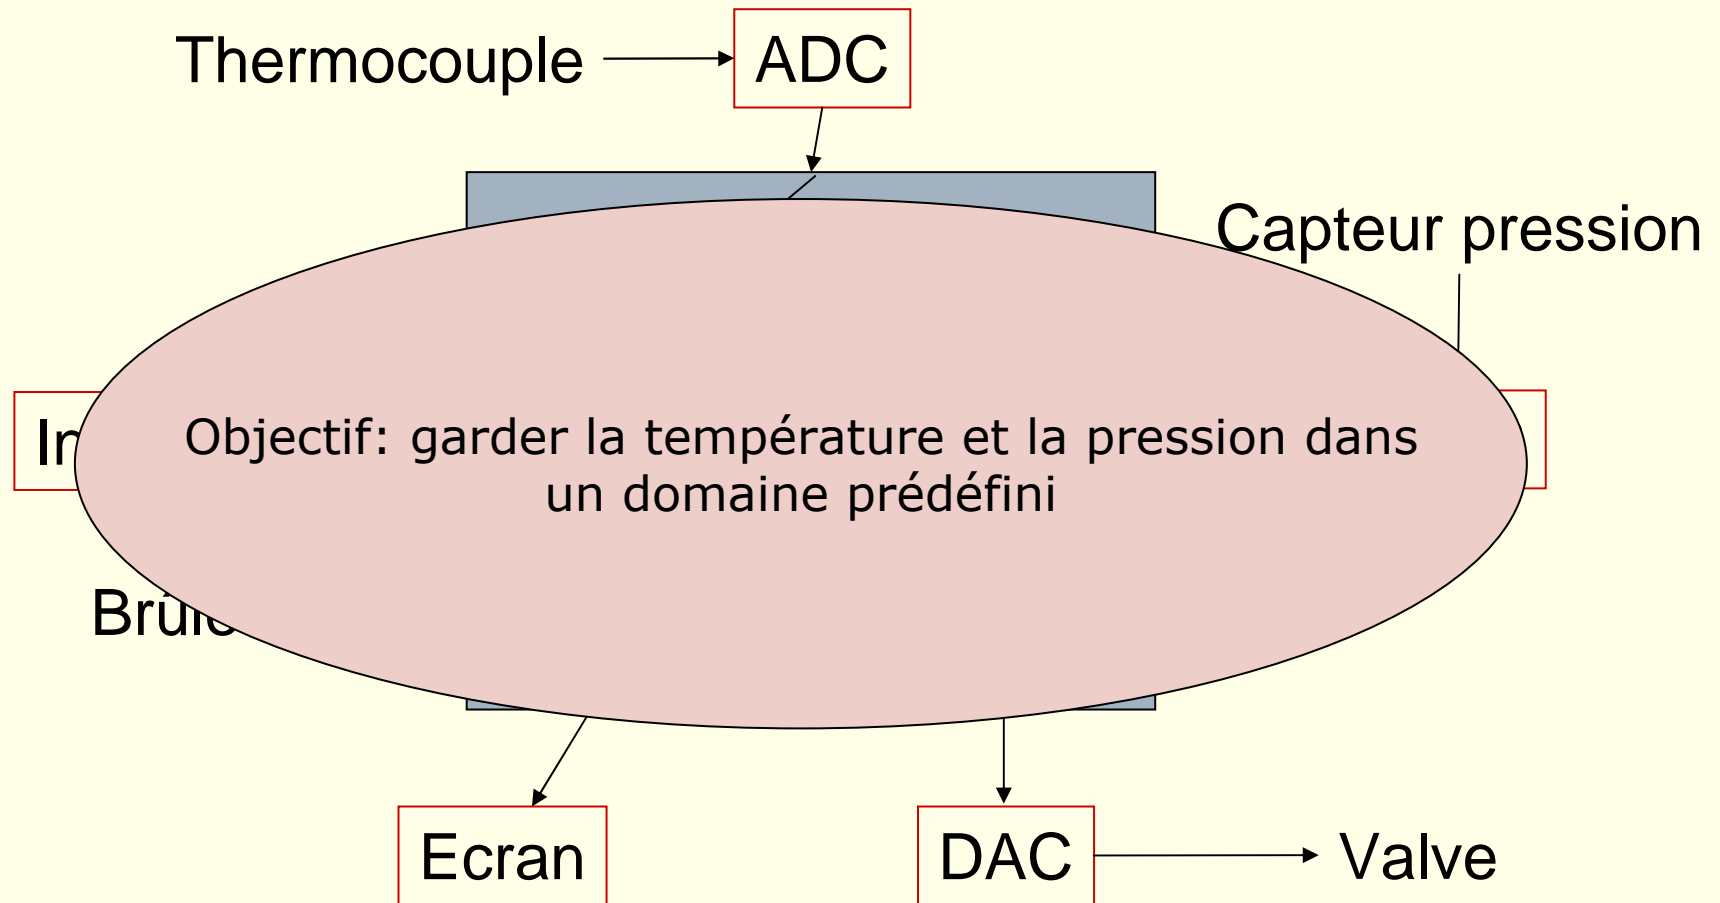 Thermocouple
ADC
Capteur pression
Objectif: garder la température et la pression dans
un domaine prédéfini
Ecran
DAC
Valve